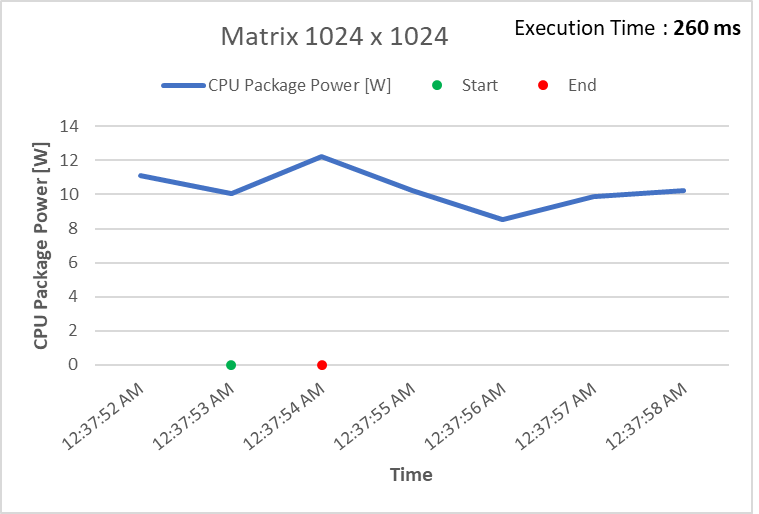 Matrix 1024 x 1024
Execution Time : 260 ms
CPU Package Power [W]
Start
End
CPU Package Power [W]
14
12
10
8
6
4
2
0
12:37:52 AM
12:37:53 AM
12:37:54 AM
12:37:55 AM
12:37:56 AM
12:37:57 AM
12:37:58 AM
Time